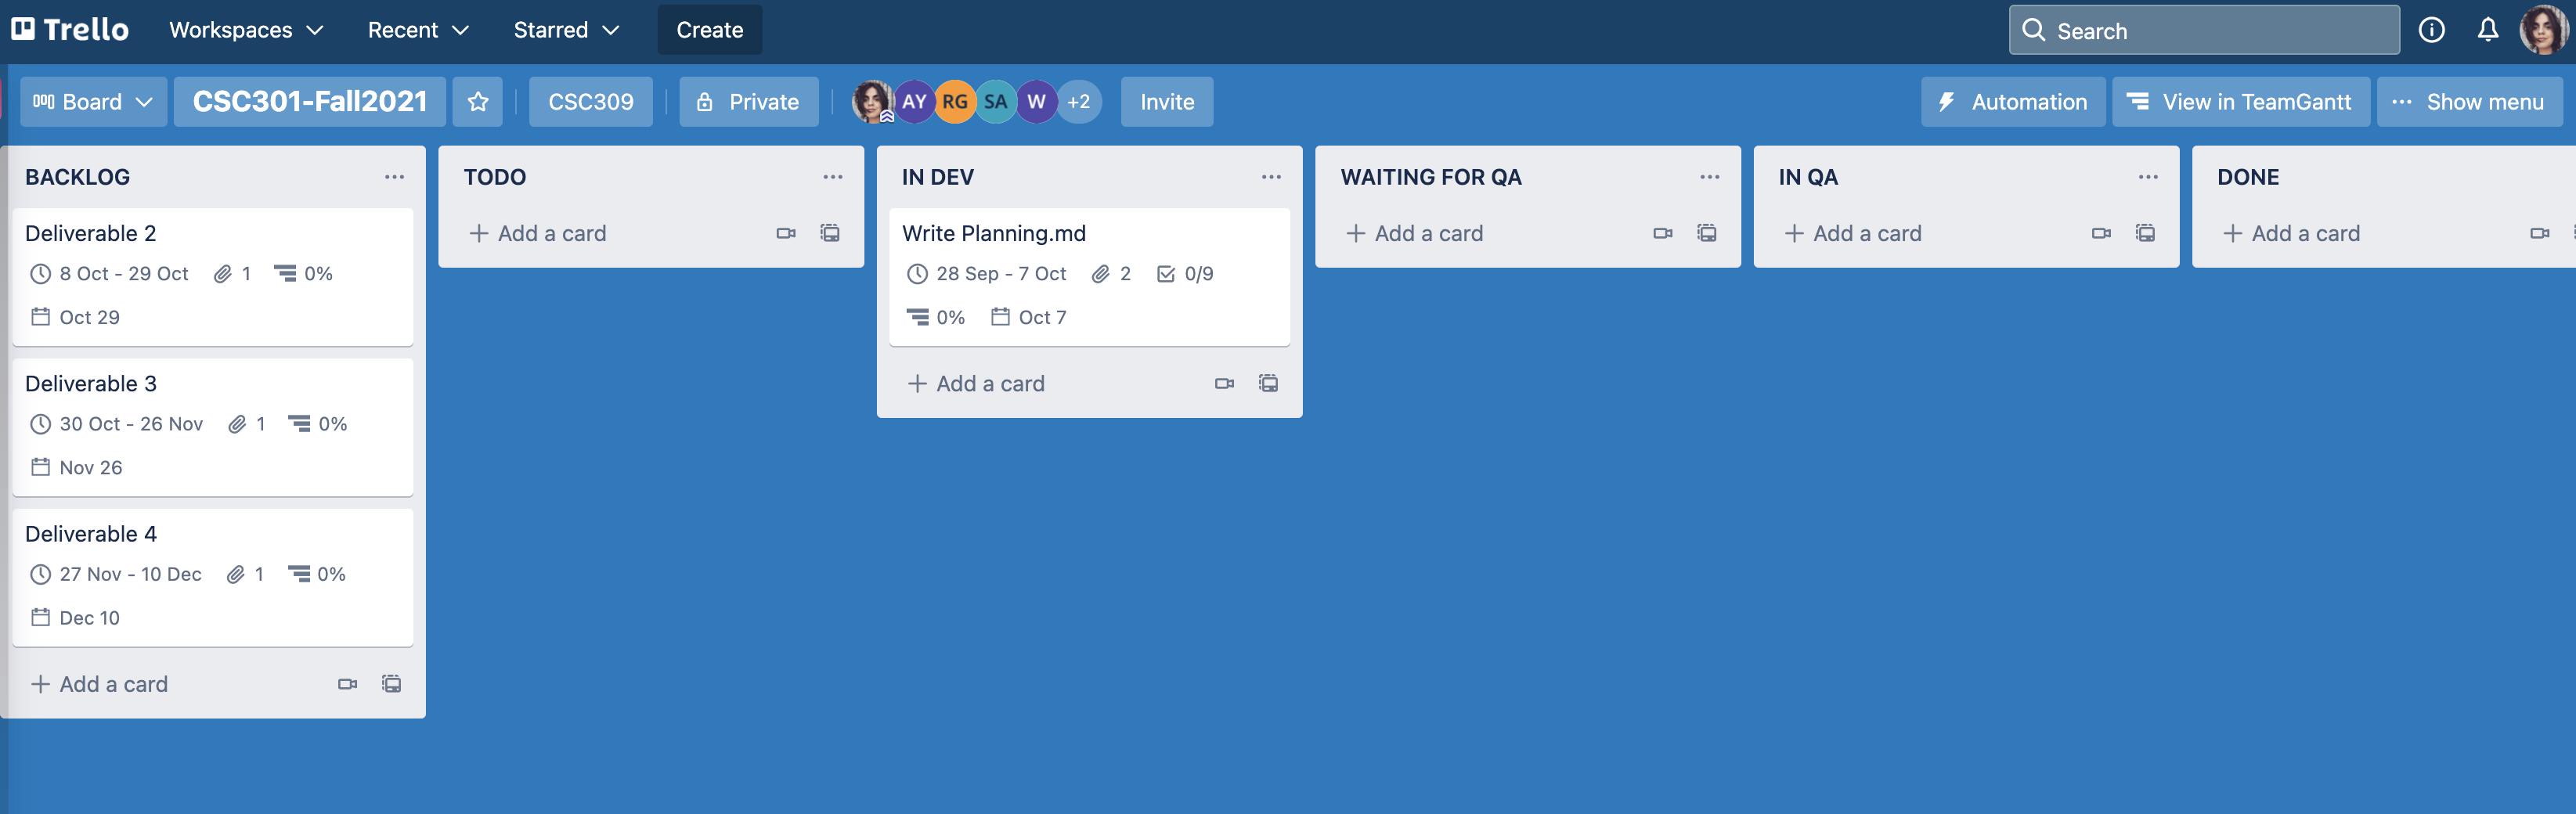 Trello Workspaces Recent Starred Create Search
Board CSC301-Fall2021 CSC309 Private AY RG SA W +2 Invite Automation View in TeamGantt Show menu
BACKLOG
Deliverable 2
8 Oct - 29 Oct 1 0%
Oct 29
Deliverable 3
30 Oct - 26 Nov 1 0%
Nov 26
Deliverable 4
27 Nov - 10 Dec 1 0%
Dec 10
Add a card
TODO
Add a card
IN DEV
Write Planning.md
28 Sep - 7 Oct 2 0/9
0% Oct 7
Add a card
WAITING FOR QA
Add a card
IN QA
Add a card
DONE
Add a card